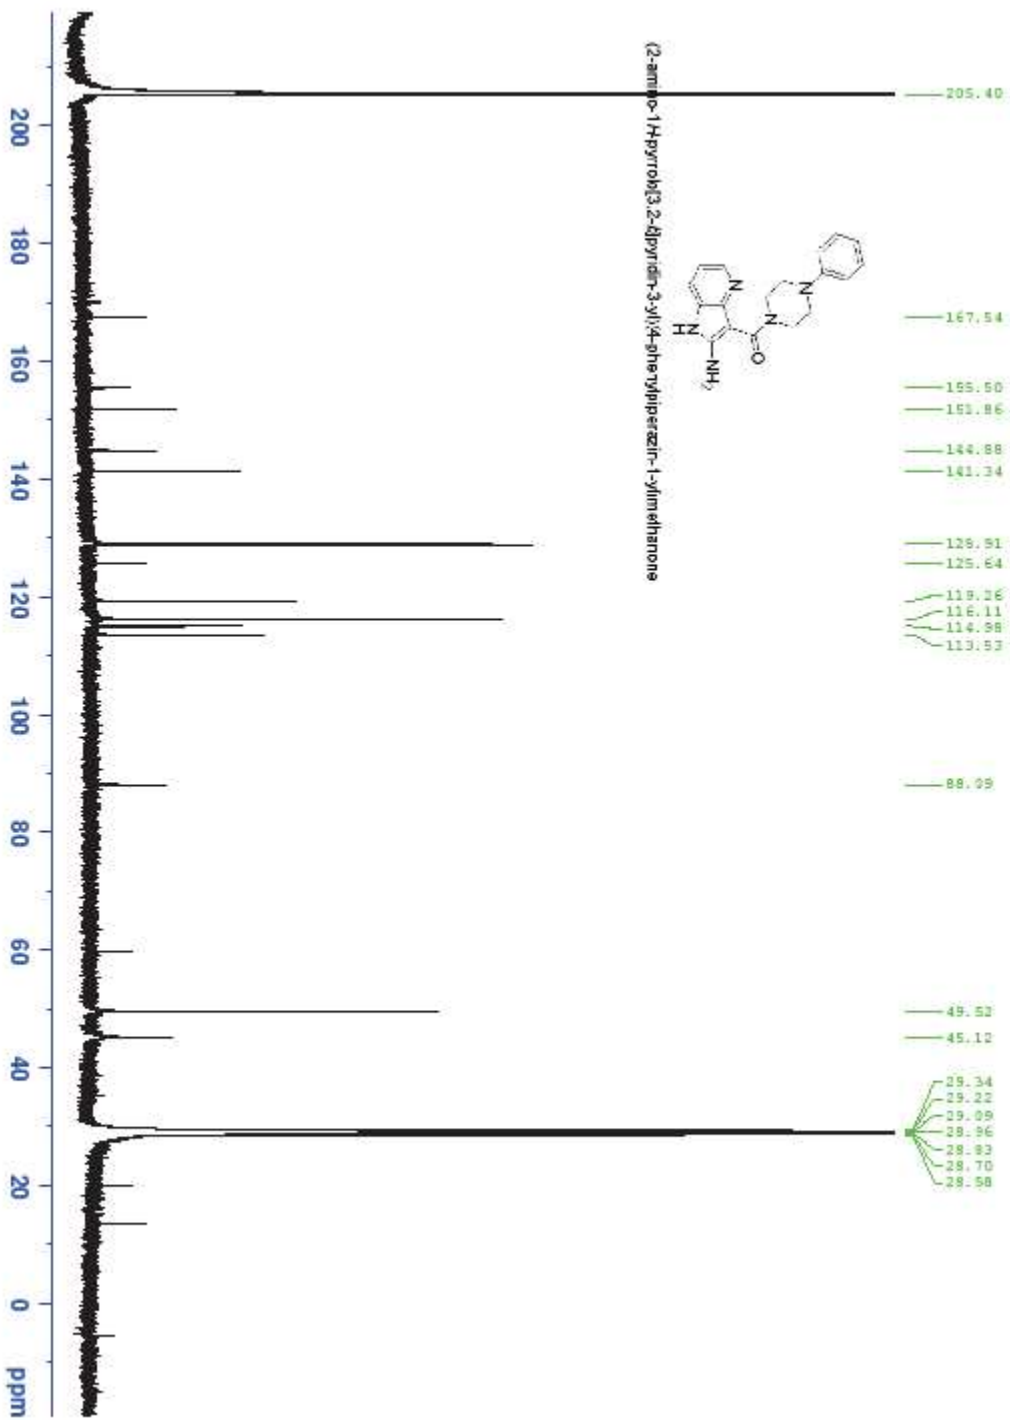 205.40
167.54
155.50
151.86
144.88
141.34
128.91
125.64
119.26
116.11
114.98
113.53
88.09
49.52
45.12
29.34
29.22
29.09
28.96
28.83
28.70
28.58
N
N
O
N
NH2
N
H
(2-amino-1H-pyrrolo[3,2-b]pyridin-3-yl)(4-phenylpiperazin-1-yl)methanone
200 180 160 140 120 100 80 60 40 20 0 ppm